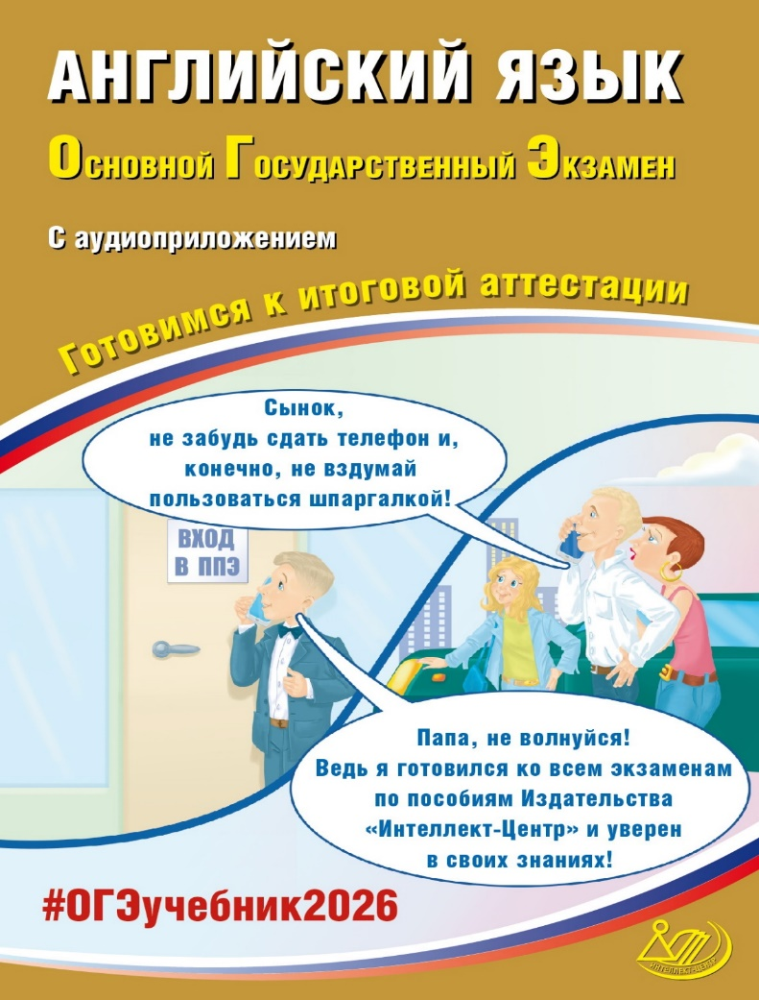 АНГЛИЙСКИЙ ЯЗЫК
Основной Государственный Экзамен
С аудиоприложением
Готовимся к итоговой аттестации
Сынок,
не забудь сдать телефон и,
конечно, не вздумай
пользоваться шпаргалкой!
ВХОД
В ППЭ
Папа, не волнуйся!
Ведь я готовился ко всем экзаменам
по пособиям Издательства
«Интеллект-Центр» и уверен
в своих знаниях!
#ОГЭучебник2026
ИНТЕЛЛЕКТ-ЦЕНТР